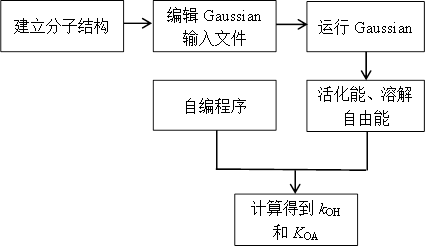 建立分子结构
编辑 Gaussian
输入文件
运行 Gaussian
自编程序
活化能、溶解
自由能
计算得到 kOH
和 KOA